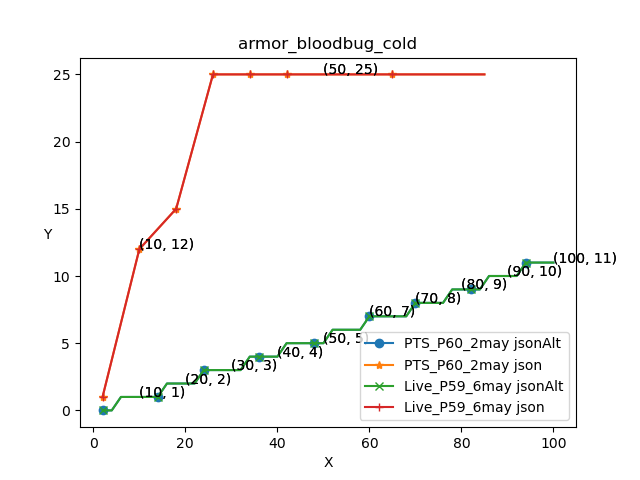 armor_bloodbug_cold
Y
25
20
15
10
5
0
(50, 25)
(10, 12)
(100, 11)
(90, 10)
(80, 9)
(70, 8)
(60, 7)
(50, 5)
(40, 4)
(30, 3)
(20, 2)
(10, 1)
PTS_P60_2may jsonAlt
PTS_P60_2may json
Live_P59_6may jsonAlt
Live_P59_6may json
0 20 40 60 80 100
X